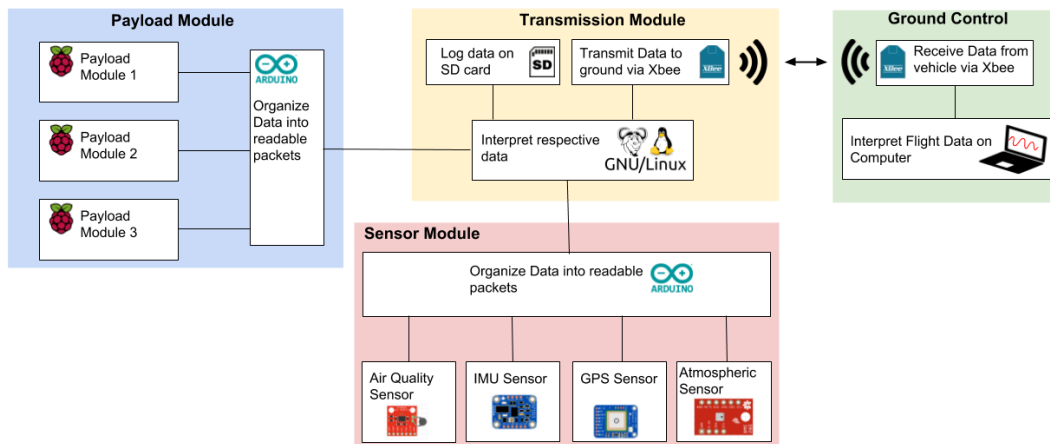 Payload Module
Payload
Module 1
Payload
Module 2
Payload
Module 3
ARDUINO
Organize
Data into
readable
packets
Transmission Module
Log data on
SD card
SD
Transmit Data to
ground via Xbee
XBee
Interpret respective
data
GNU/Linux
Ground Control
XBee
Receive Data from
vehicle via Xbee
Interpret Flight Data on
Computer
Sensor Module
Organize Data into readable
packets
ARDUINO
Air Quality
Sensor
IMU Sensor
GPS Sensor
Atmospheric
Sensor